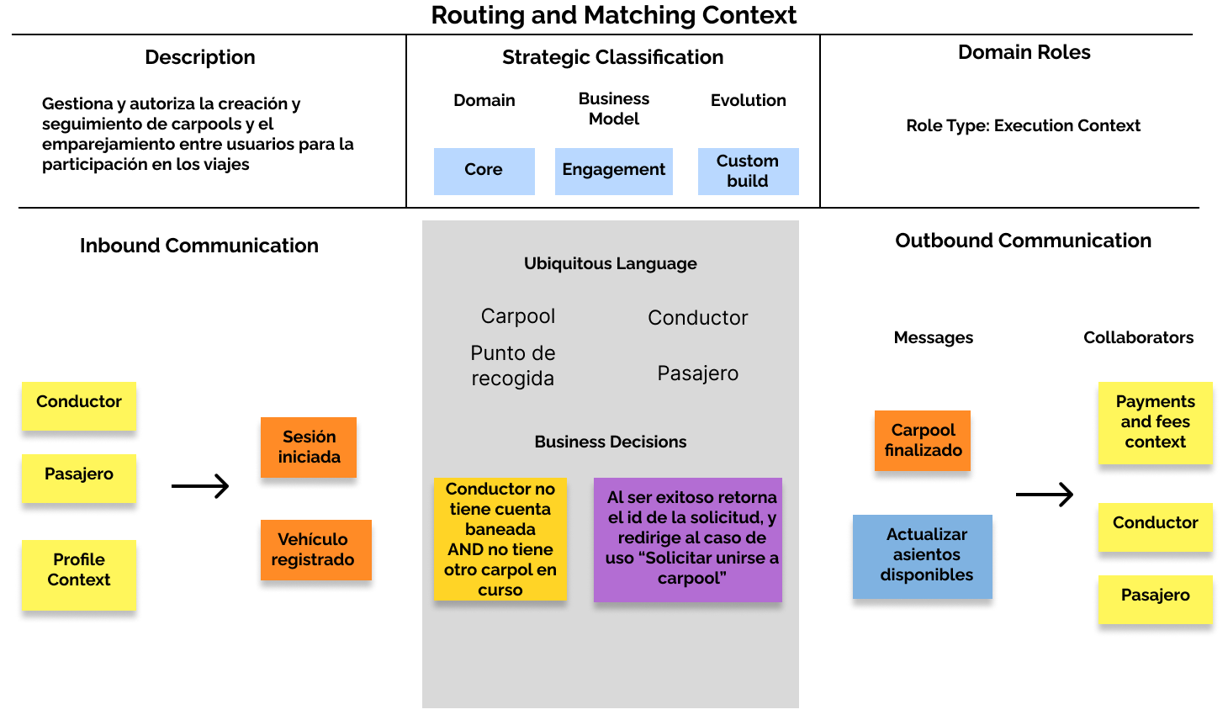 Routing and Matching Context
Description
Gestiona y autoriza la creación y
seguimiento de carpools y el
emparejamiento entre usuarios para la
participación en los viajes
Strategic Classification
Domain
Business
Model
Evolution
Core
Engagement
Custom
build
Domain Roles
Role Type: Execution Context
Inbound Communication
Conductor
Pasajero
Profile
Context
Sesión
iniciada
Vehículo
registrado
Ubiquitous Language
Carpool
Conductor
Punto de
recogida
Pasajero
Business Decisions
Conductor no
tiene cuenta
baneada
AND no tiene
otro carpol en
curso
Al ser exitoso retorna
el id de la solicitud, y
redirige al caso de
uso “Solicitar unirse a
carpool”
Outbound Communication
Messages
Collaborators
Carpool
finalizado
Actualizar
asientos
disponibles
Payments
and fees
context
Conductor
Pasajero